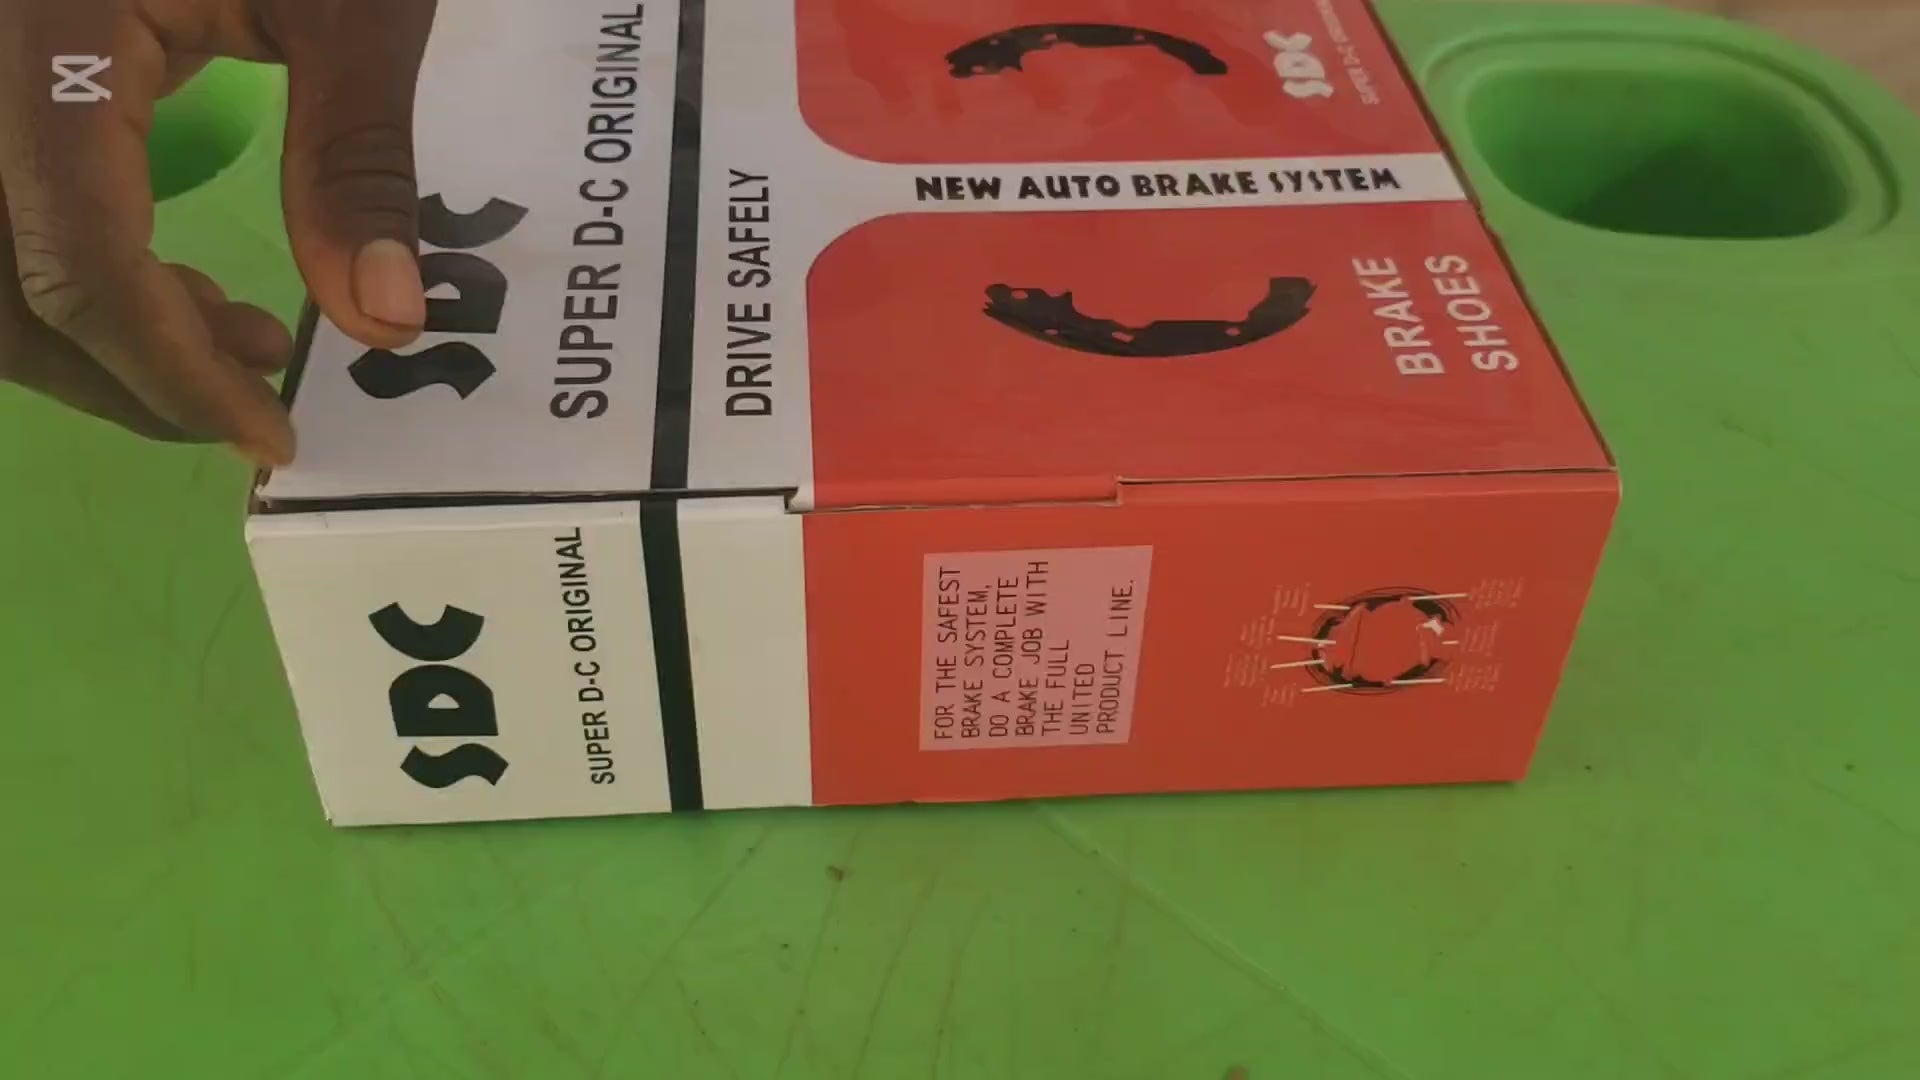 SDC
SUPER D-C ORIGINAL
DRIVE SAFELY
SDC
NEW AUTO BRAKE SYSTEM
BRAKE
SHOES
SDC
SUPER D-C ORIGINAL
FOR THE SAFEST
BRAKE SYSTEM,
DO A COMPLETE
BRAKE JOB WITH
THE FULL
UNITED
PRODUCT LINE.